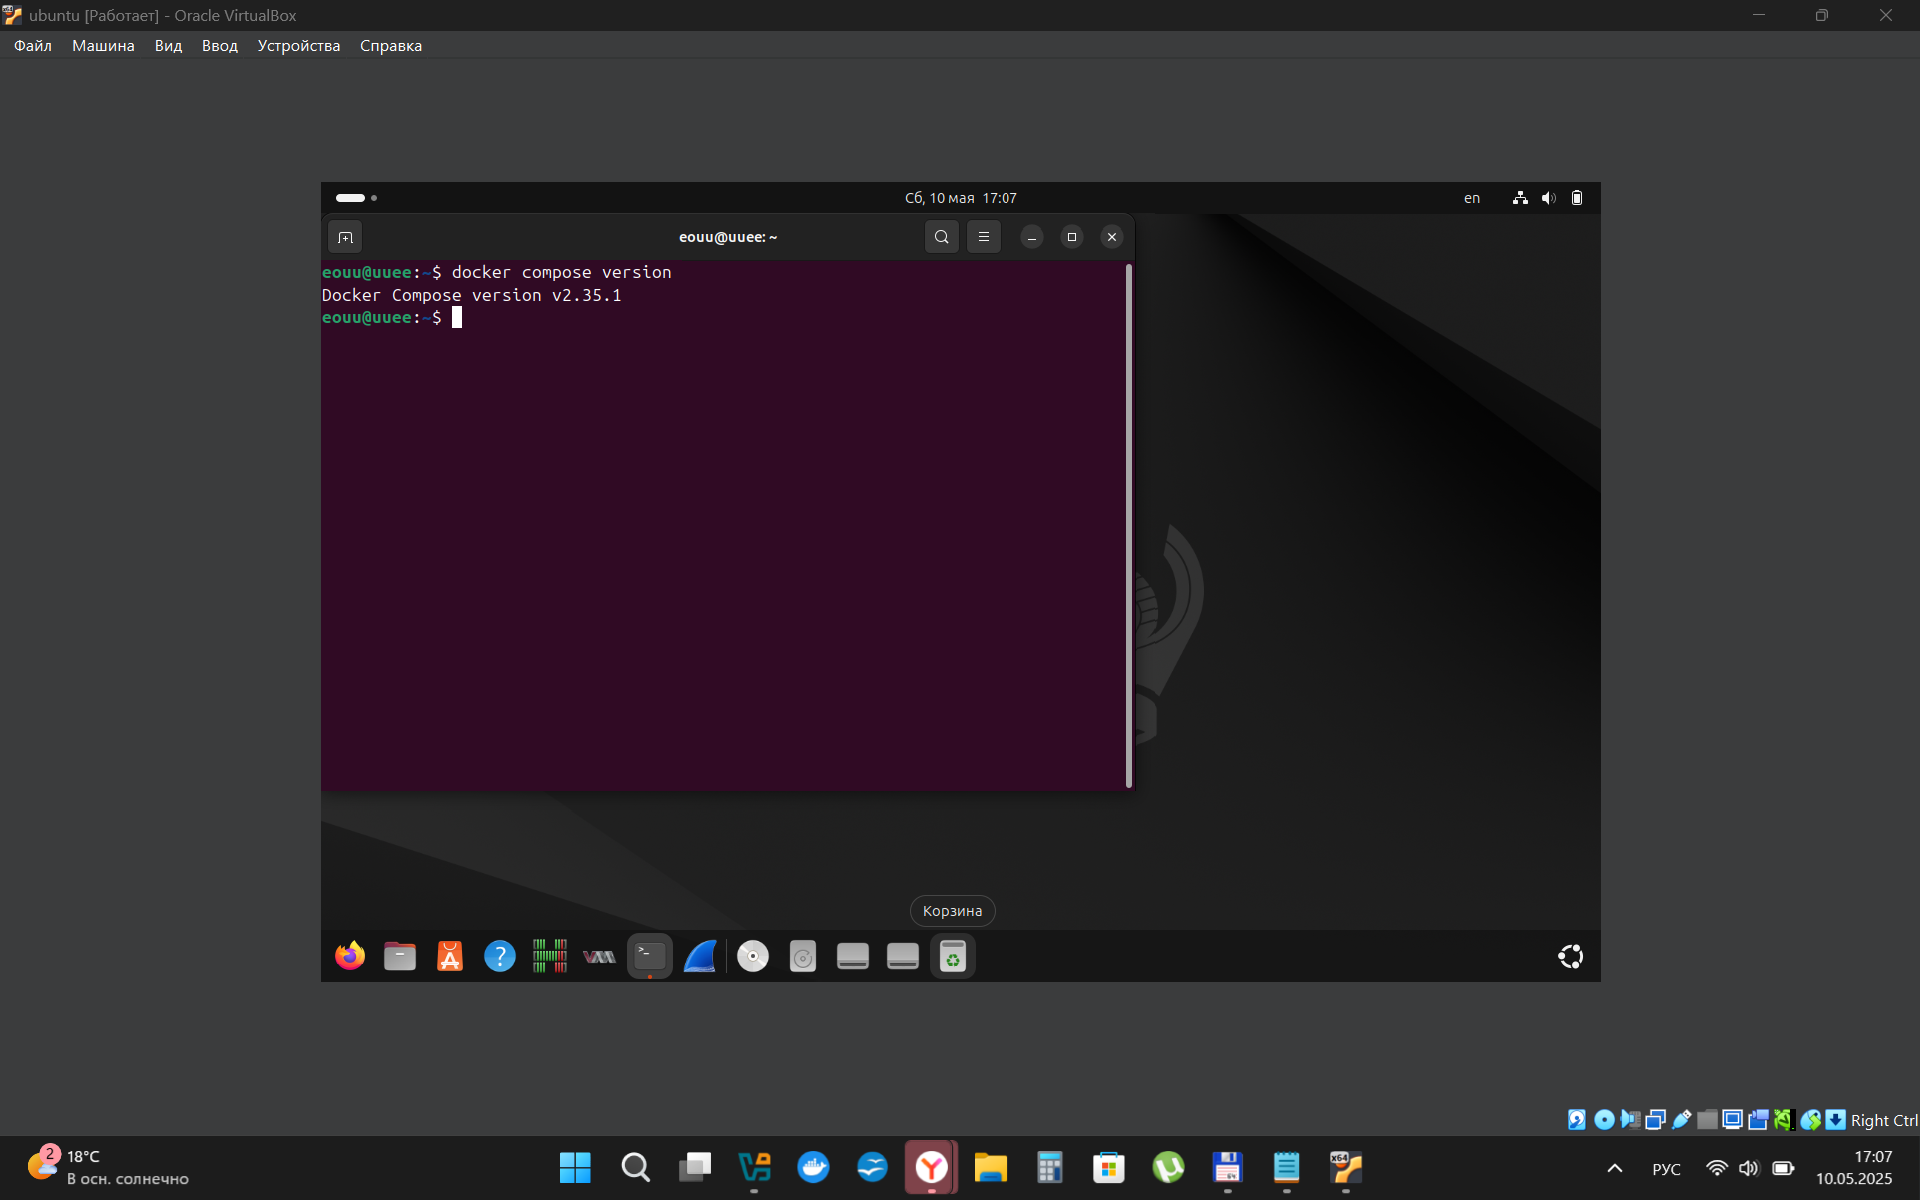 ubuntu [Работает] - Oracle VirtualBox
Файл Машина Вид Ввод Устройства Справка
Сб, 10 мая 17:07
en
eouu@uuee: ~
eouu@uuee:~$ docker compose version
Docker Compose version v2.35.1
eouu@uuee:~$
Корзина
Right Ctrl
2
18°C
В осн. солнечно
x64
64
РУС
17:07
10.05.2025